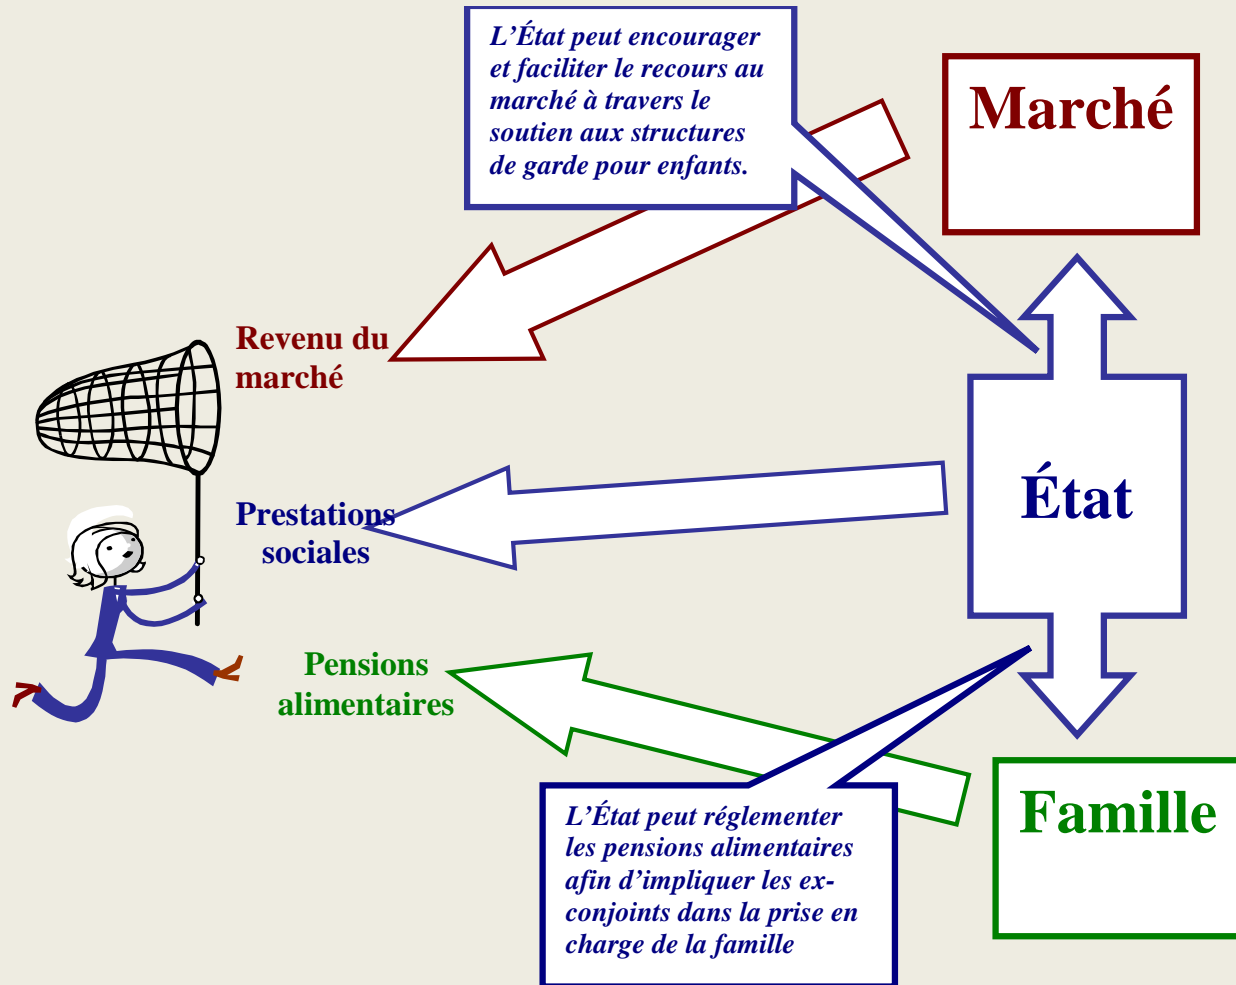 L’État peut encourager
et faciliter le recours au
marché à travers le
soutien aux structures
de garde pour enfants.
Marché
Revenu du
marché
Prestations
sociales
État
Pensions
alimentaires
Famille
L’État peut réglementer
les pensions alimentaires
afin d’impliquer les ex-
conjoints dans la prise en
charge de la famille